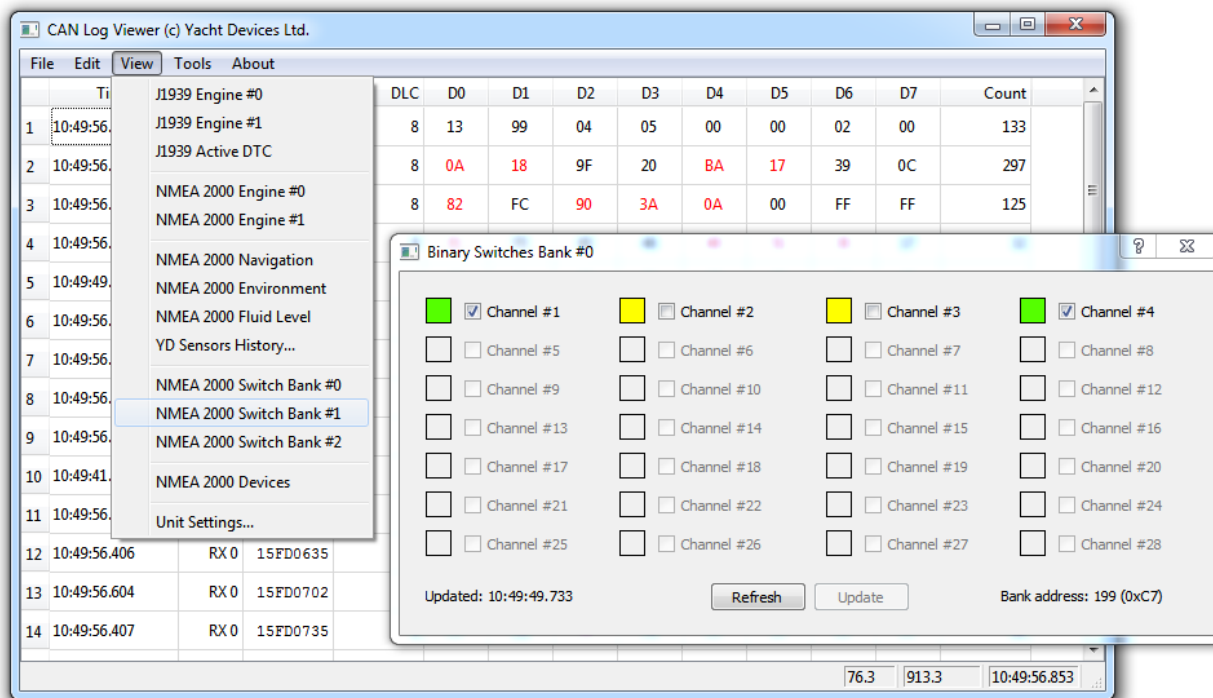 CAN Log Viewer (c) Yacht Devices Ltd.
File Edit View Tools About
DLC D0 D1 D2 D3 D4 D5 D6 D7 Count
1 10:49:56. 8 13 99 04 05 00 00 02 00 133
2 10:49:56. 8 0A 18 9F 20 BA 17 39 0C 297
3 10:49:56. 8 82 FC 90 3A 0A 00 FF FF 125
4 10:49:56.
5 10:49:49.
6 10:49:56.
7 10:49:56.
8 10:49:56.
9 10:49:56.
10 10:49:41.
11 10:49:56.
12 10:49:56.406 RX 0 15FD0635
13 10:49:56.604 RX 0 15FD0702
14 10:49:56.407 RX 0 15FD0735
J1939 Engine #0
J1939 Engine #1
J1939 Active DTC
NMEA 2000 Engine #0
NMEA 2000 Engine #1
NMEA 2000 Navigation
NMEA 2000 Environment
NMEA 2000 Fluid Level
YD Sensors History...
NMEA 2000 Switch Bank #0
NMEA 2000 Switch Bank #1
NMEA 2000 Switch Bank #2
NMEA 2000 Devices
Unit Settings...
Binary Switches Bank #0
Channel #1 Channel #2 Channel #3 Channel #4
Channel #5 Channel #6 Channel #7 Channel #8
Channel #9 Channel #10 Channel #11 Channel #12
Channel #13 Channel #14 Channel #15 Channel #16
Channel #17 Channel #18 Channel #19 Channel #20
Channel #21 Channel #22 Channel #23 Channel #24
Channel #25 Channel #26 Channel #27 Channel #28
Updated: 10:49:49.733 Refresh Update Bank address: 199 (0xC7)
76.3 913.3 10:49:56.853